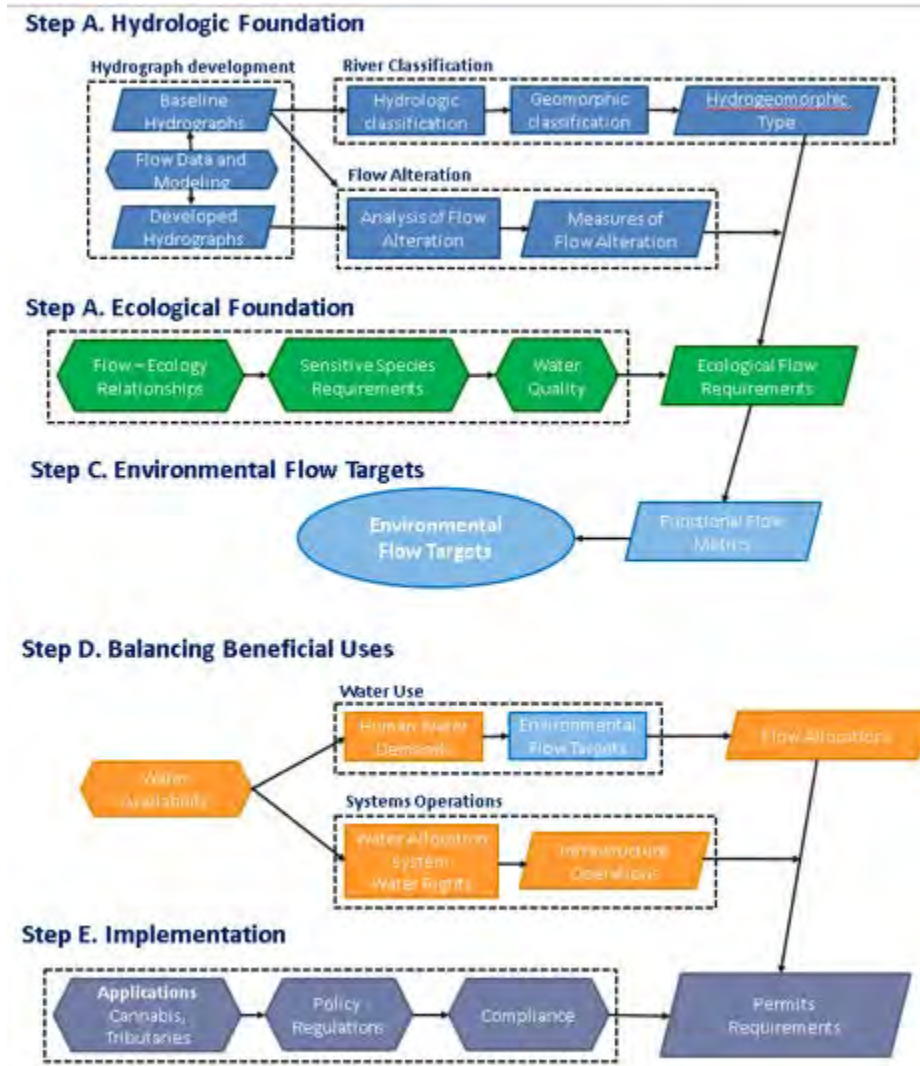 Step A. Hydrologic Foundation
Hydrograph development
River Classification
Baseline
Hydrographs
Hydrologic
classification
Geomorphic
classification
Hydrogeomorphic
Type
Flow Data and
Modeling
Flow Alteration
Developed
Hydrographs
Analysis of Flow
Alteration
Measures of
Flow Alteration
Step A. Ecological Foundation
Flow – Ecology
Relationships
Sensitive Species
Requirements
Water
Quality
Ecological Flow
Requirements
Step C. Environmental Flow Targets
Environmental
Flow Targets
Functional Flow
Metrics
Step D. Balancing Beneficial Uses
Water Use
Human Water
Demands
Environmental
Flow Targets
Flow Allocations
Water
Availability
Systems Operations
Water Allocation
System
Water Rights
Infrastructure
Operations
Step E. Implementation
Applications
Cannabis,
Tributaries
Policy
Regulations
Compliance
Permits
Requirements